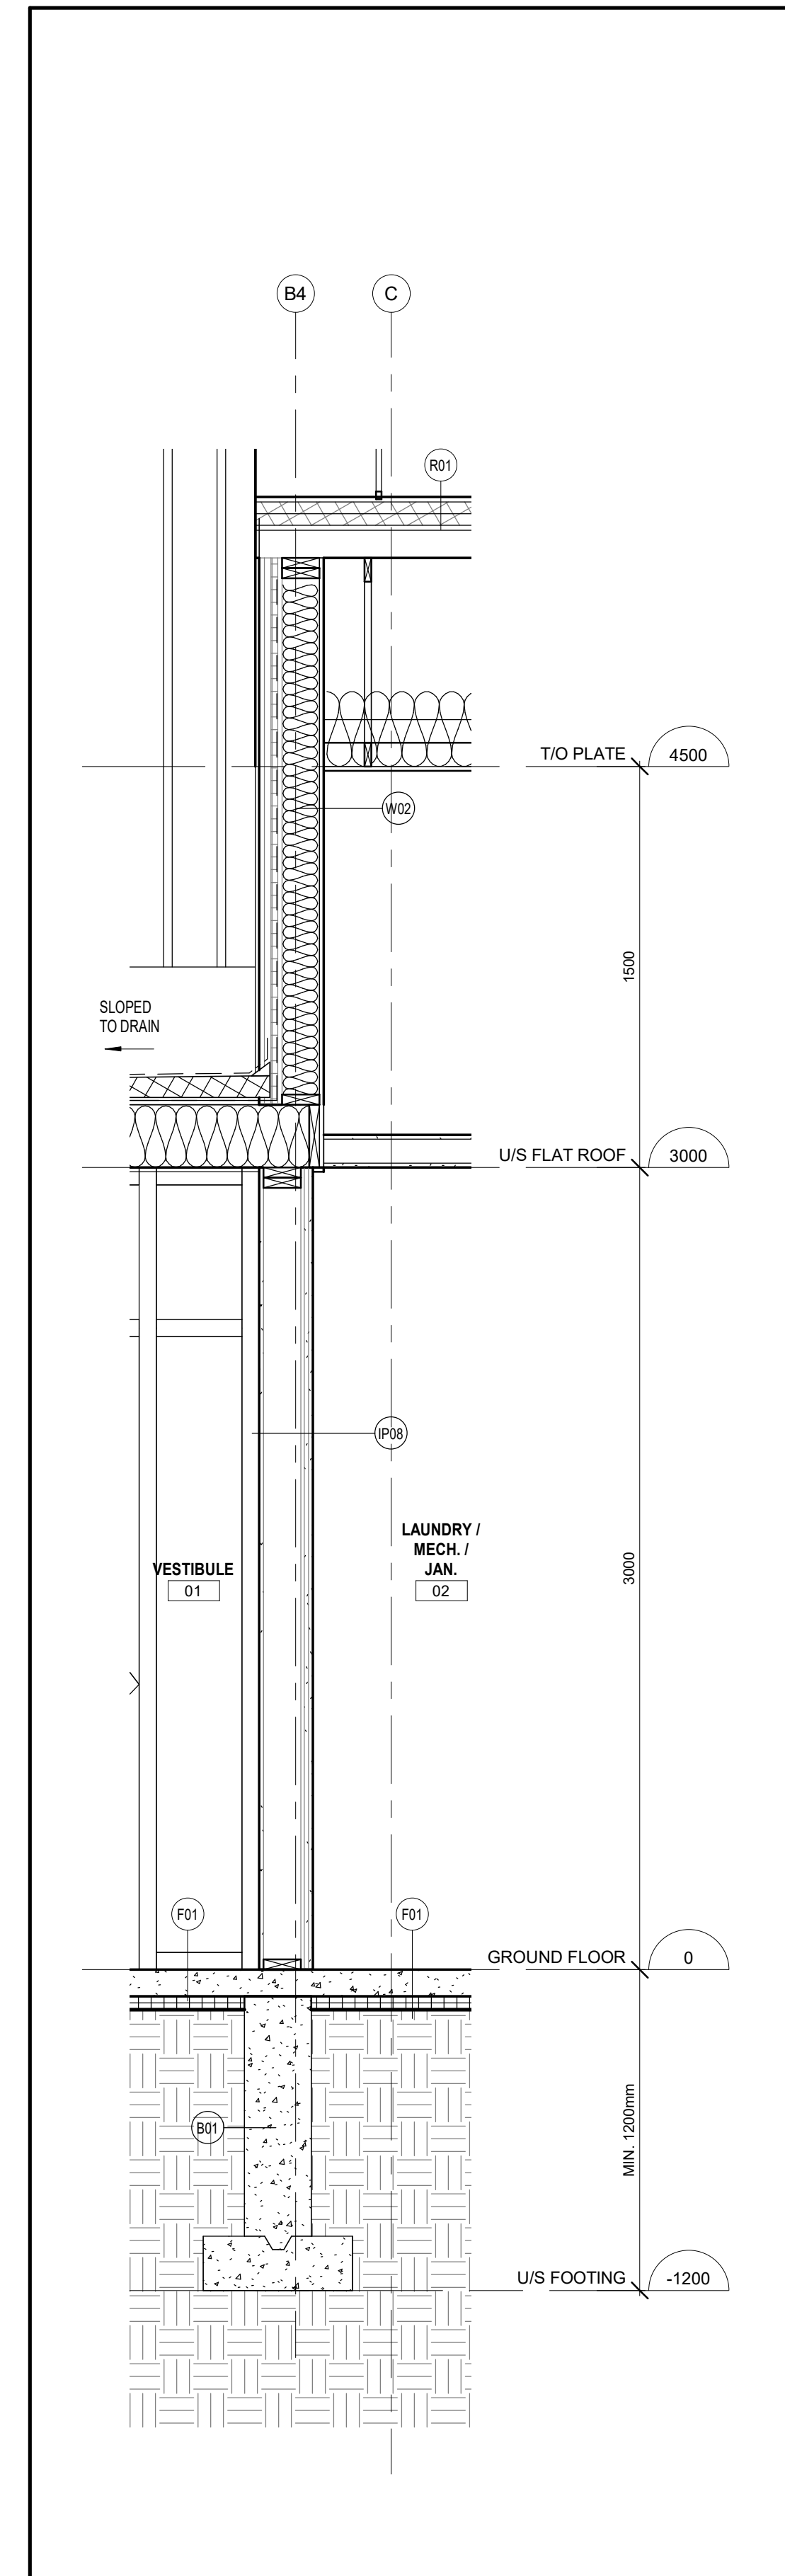 B4
C
R01
T/O PLATE
4500
W02
1500
SLOPED
TO DRAIN
U/S FLAT ROOF
3000
IP08
LAUNDRY /
MECH. /
JAN.
02
VESTIBULE
01
3000
F01
F01
GROUND FLOOR
0
B01
MIN. 1200mm
U/S FOOTING
-1200